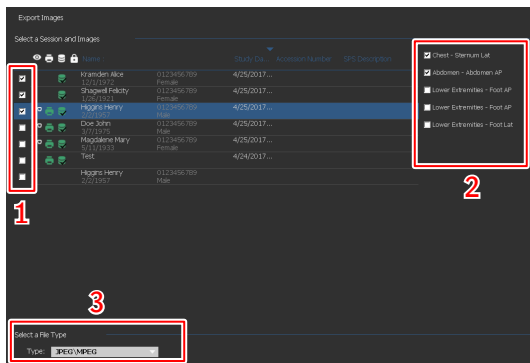 Export Images
Select a Session and Images
Name Study Da... Accession Number SPS Description
Kramden Alice 0123456789 4/25/2017...
12/1/1972 Female
Shagwell Felicity 0123456789 4/25/2017...
1/26/1921 Female
Higgins Henry 0123456789 4/25/2017...
2/2/1957 Male
Doe John 0123456789 4/25/2017...
3/7/1975 Male
Magdalene Mary 0123456789 4/25/2017...
5/11/1933 Female
Test 4/24/2017...
Higgins Henry 0123456789
2/2/1957 Male
1
Chest - Sternum Lat
Abdomen - Abdomen AP
Lower Extremities - Foot AP
Lower Extremities - Foot AP
Lower Extremities - Foot Lat
2
3
Select a File Type
Type: JPEG\MPEG